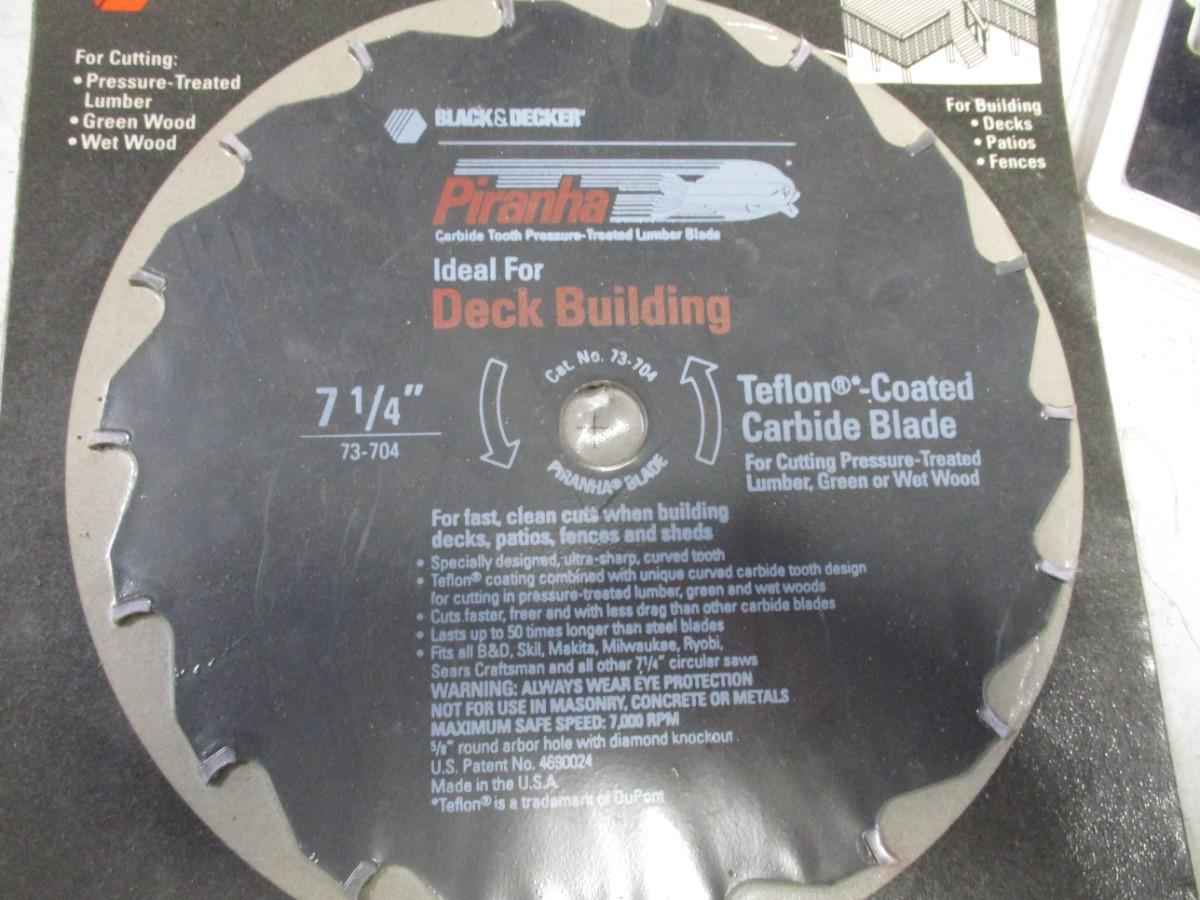 For Cutting:
• Pressure-Treated
Lumber
• Green Wood
• Wet Wood
For Building
• Decks
• Patios
• Fences
BLACK & DECKER®
Piranha
Carbide Tooth Pressure-Treated Lumber Blade
Ideal For
Deck Building
7 1/4"
73-704
Cat. No. 73-704
PIRANHA® BLADE
Teflon®*-Coated
Carbide Blade
For Cutting Pressure-Treated
Lumber, Green or Wet Wood
For fast, clean cuts when building
decks, patios, fences and sheds
• Specially designed, ultra-sharp, curved tooth
• Teflon® coating combined with unique curved carbide tooth design
for cutting in pressure-treated lumber, green and wet woods
• Cuts faster, freer and with less drag than other carbide blades
• Lasts up to 50 times longer than steel blades
• Fits all B&D, Skil, Makita, Milwaukee, Ryobi,
Sears Craftsman and all other 7 1/4" circular saws
WARNING: ALWAYS WEAR EYE PROTECTION
NOT FOR USE IN MASONRY, CONCRETE OR METALS
MAXIMUM SAFE SPEED: 7,000 RPM
5/8" round arbor hole with diamond knockout.
U.S. Patent No. 4690024
Made in the U.S.A.
*Teflon® is a trademark of DuPont